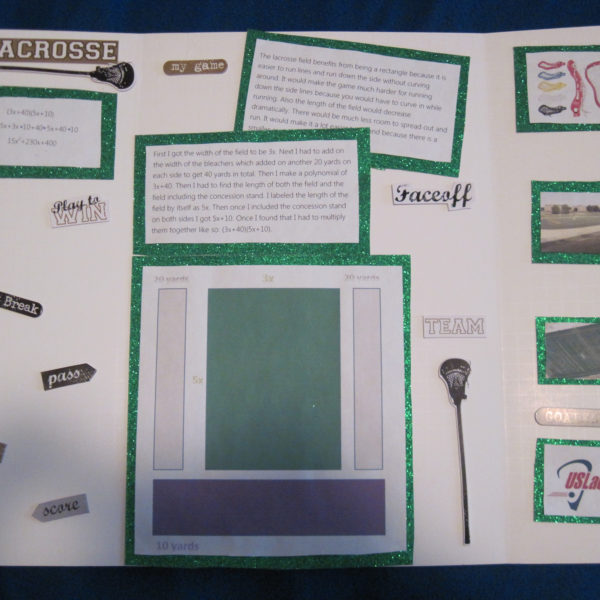 LACROSSE
my game
(3x+40)(5x+10)
5x•3x•10+40•5x+40•10
15x²+230x+400
The lacrosse field benefits from being a rectangle because it is
easier to run lines and run down the side without curving
around. It would make the game much harder for running
down the side lines because you would have to curve in while
running. Also the length of the field would decrease
dramatically. There would be much less room to spread out and
run. It would make it a lot and because there is a
First I got the width of the field to be 3x. Next I had to add on
the width of the bleachers which added on another 20 yards on
each side to get 40 yards in total. Then I make a polynomial of
3x+40. Then I had to find the length of both the field and the
field including the concession stand. I labeled the length of the
field by itself as 5x. Then once I included the concession stand
on both sides I got 5x+10. Once I found that I had to multiply
them together like so: (3x+40)(5x+10).
Play to
WIN
Faceoff
Break
pass
score
TEAM
20 yards
3x
20 yards
5x
10 yards
USLa